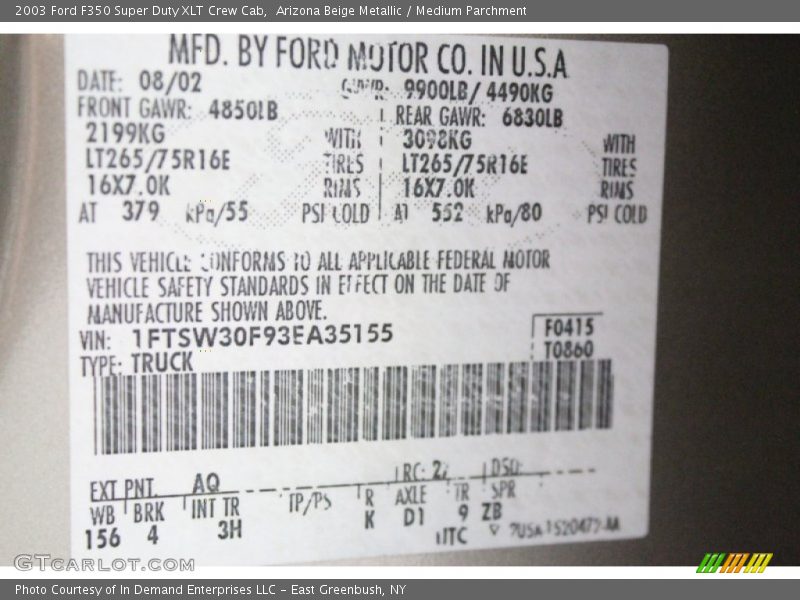 2003 Ford F350 Super Duty XLT Crew Cab, Arizona Beige Metallic / Medium Parchment
MFD. BY FORD MOTOR CO. IN U.S.A
DATE: 08/02 GVWR: 9900LB/ 4490KG
FRONT GAWR: 4850LB REAR GAWR: 6830LB
2199KG WITH 3098KG WITH
LT265/75R16E TIRES LT265/75R16E TIRES
16X7.0K RIMS 16X7.0K RIMS
AT 379 kPa/55 PSI COLD AT 552 kPa/80 PSI COLD
THIS VEHICLE CONFORMS TO ALL APPLICABLE FEDERAL MOTOR
VEHICLE SAFETY STANDARDS IN EFFECT ON THE DATE OF
MANUFACTURE SHOWN ABOVE.
VIN: 1FTSW30F93EA35155 F0415
TYPE: TRUCK T0860
EXT PNT. AQ RC: DSO:
WB BRK INT TR TP/PS R AXLE TR SPR
156 4 3H K D1 9 ZB
GTCARLOT.COM
Photo Courtesy of In Demand Enterprises LLC – East Greenbush, NY